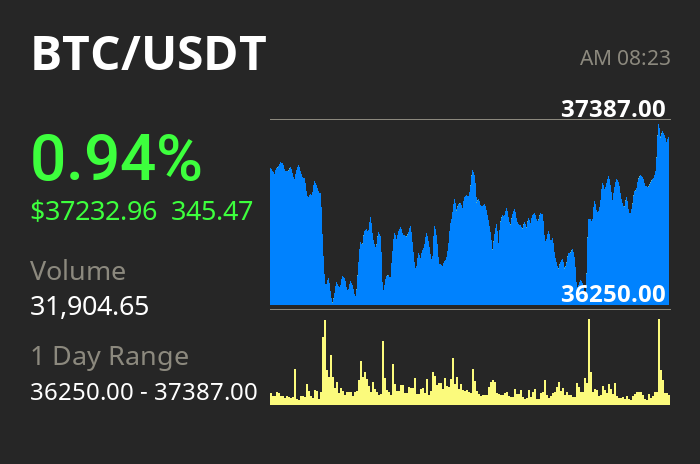 BTC/USDT
AM 08:23
37387.00
0.94%
$37232.96 345.47
Volume
31,904.65
36250.00
1 Day Range
36250.00 - 37387.00